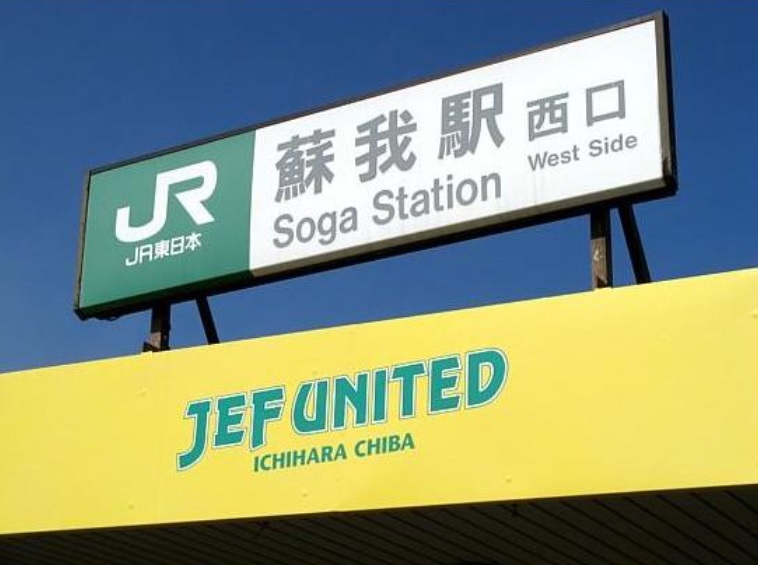 JR
JR東日本
蘇我駅 西口
Soga Station West Side
JEF UNITED
ICHIHARA CHIBA